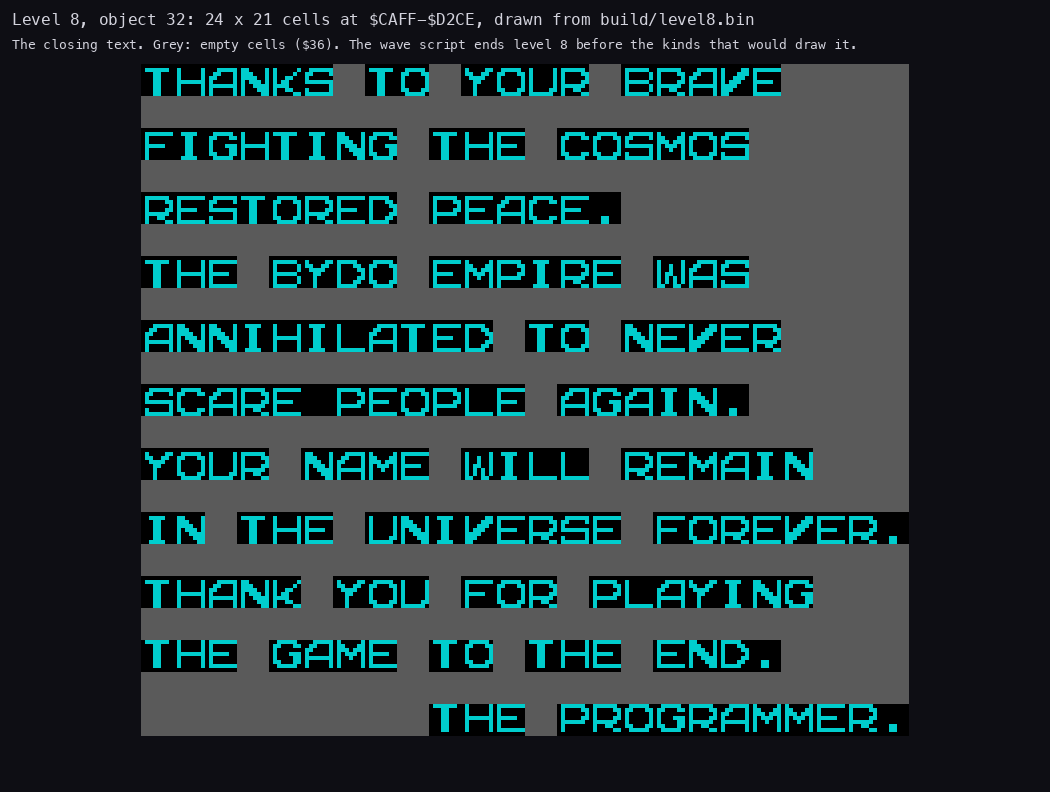 Level 8, object 32: 24 x 21 cells at $CAFF–$D2CE, drawn from build/level8.bin
The closing text. Grey: empty cells ($36). The wave script ends level 8 before the kinds that would draw it.
THANKS TO YOUR BRAVE
FIGHTING THE COSMOS
RESTORED PEACE.
THE BYDO EMPIRE WAS
ANNIHILATED TO NEVER
SCARE PEOPLE AGAIN.
YOUR NAME WILL REMAIN
IN THE UNIVERSE FOREVER.
THANK YOU FOR PLAYING
THE GAME TO THE END.
THE PROGRAMMER.